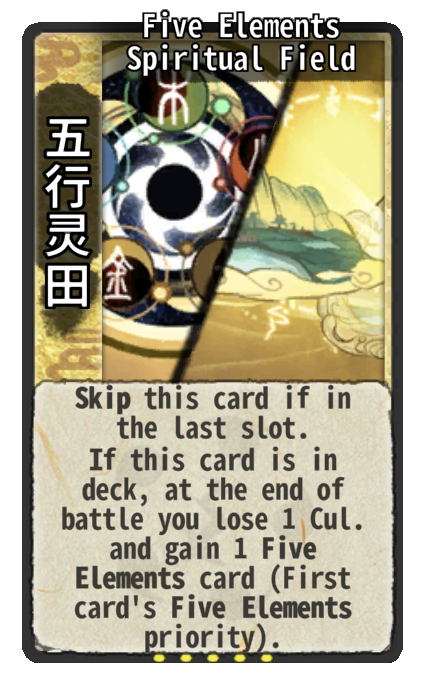 Five Elements
Spiritual Field
五行灵田
金
Skip this card if in
the last slot.
If this card is in
deck, at the end of
battle you lose 1 Cul.
and gain 1 Five
Elements card (First
card's Five Elements
priority).